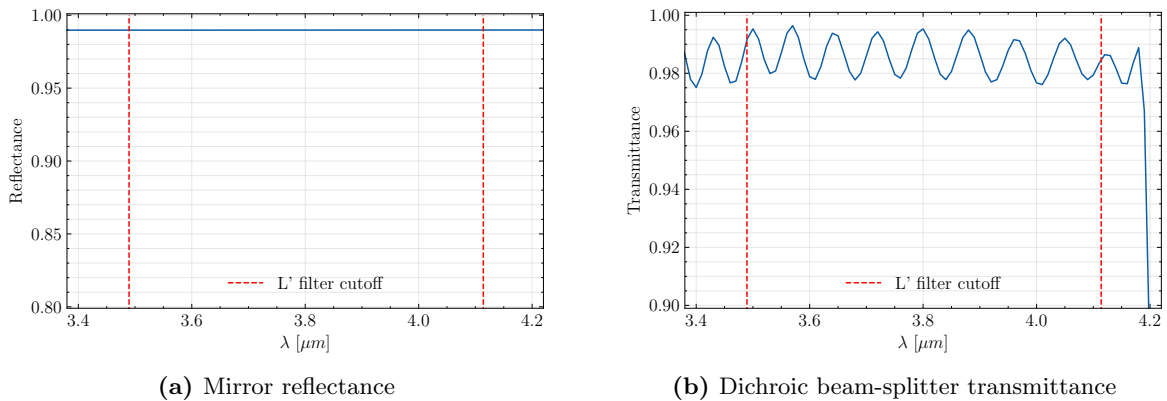 1.00
0.95
0.90
0.85
0.80
Reflectance
3.4 3.6 3.8 4.0 4.2
λ [μm]
L' filter cutoff
(a) Mirror reflectance
1.00
0.98
0.96
0.94
0.92
0.90
Transmittance
3.4 3.6 3.8 4.0 4.2
λ [μm]
L' filter cutoff
(b) Dichroic beam-splitter transmittance